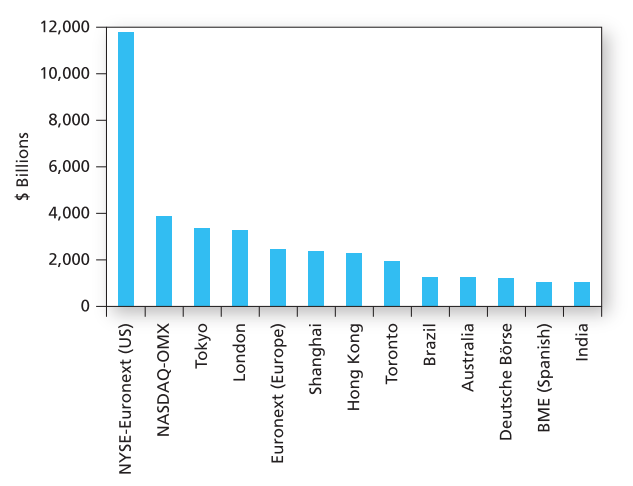 $ Billions
12,000
10,000
8,000
6,000
4,000
2,000
0
NYSE-Euronext (US)
NASDAQ-OMX
Tokyo
London
Euronext (Europe)
Shanghai
Hong Kong
Toronto
Brazil
Australia
Deutsche Börse
BME (Spanish)
India